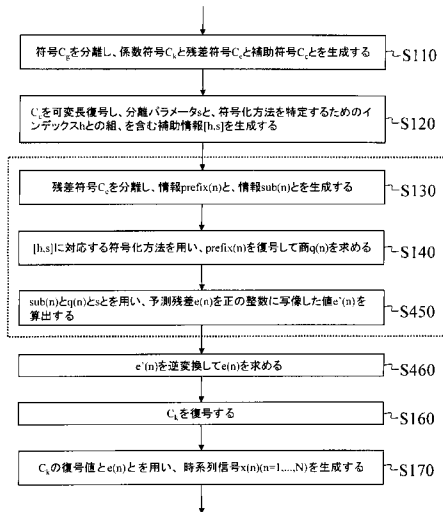 符号C_gを分離し、係数符号C_kと残差符号C_eと補助符号C_cとを生成する
S110
C_cを可変長復号し、分離パラメータsと、符号化方法を特定するためのイ
ンデックスhとの組、を含む補助情報[h,s]を生成する
S120
残差符号C_eを分離し、情報prefix(n)と、情報sub(n)とを生成する
S130
[h,s]に対応する符号化方法を用い、prefix(n)を復号して商q(n)を求める
S140
sub(n)とq(n)とsとを用い、予測残差e(n)を正の整数に写像した値e'(n)を
算出する
S450
e'(n)を逆変換してe(n)を求める
S460
C_kを復号する
S160
C_kの復号値とe(n)とを用い、時系列信号x(n)(n=1,...,N)を生成する
S170